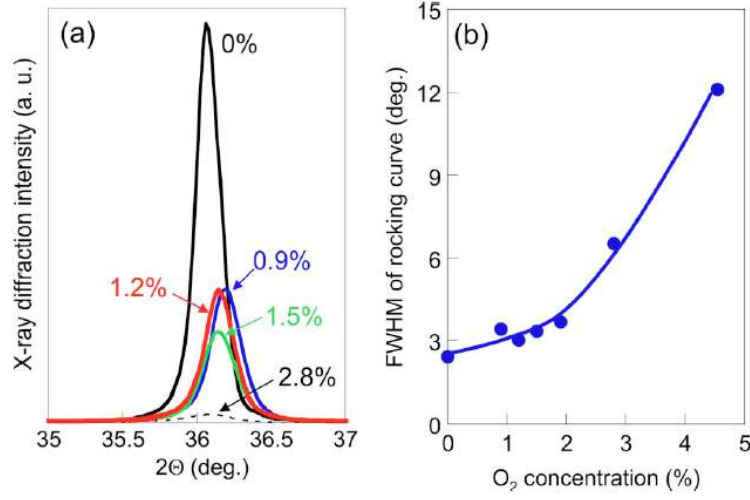 (a)
0%
0.9%
1.2%
1.5%
2.8%
X-ray diffraction intensity (a. u.)
35 35.5 36 36.5 37
2Θ (deg.)
(b)
15
12
9
6
3
0
FWHM of rocking curve (deg.)
0 1 2 3 4 5
O₂ concentration (%)